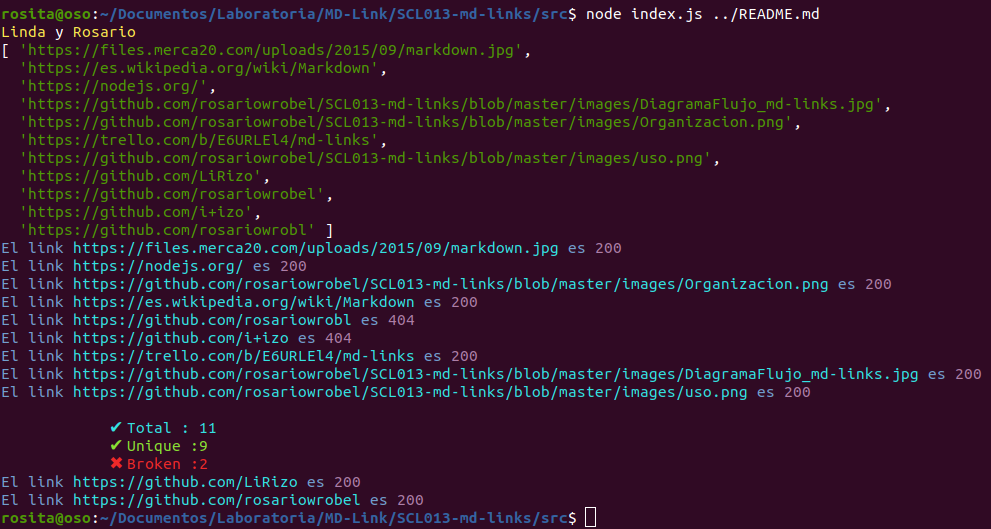 rosita@oso:~/Documentos/Laboratoria/MD-Link/SCL013-md-links/src$ node index.js ../README.md
Linda y Rosario
[ 'https://files.merca20.com/uploads/2015/09/markdown.jpg',
'https://es.wikipedia.org/wiki/Markdown',
'https://nodejs.org/',
'https://github.com/rosariowrobel/SCL013-md-links/blob/master/images/DiagramaFlujo_md-links.jpg',
'https://github.com/rosariowrobel/SCL013-md-links/blob/master/images/Organizacion.png',
'https://trello.com/b/E6URLEl4/md-links',
'https://github.com/rosariowrobel/SCL013-md-links/blob/master/images/uso.png',
'https://github.com/LiRizo',
'https://github.com/rosariowrobel',
'https://github.com/i+izo',
'https://github.com/rosariowrobl' ]
El link https://files.merca20.com/uploads/2015/09/markdown.jpg es 200
El link https://nodejs.org/ es 200
El link https://github.com/rosariowrobel/SCL013-md-links/blob/master/images/Organizacion.png es 200
El link https://es.wikipedia.org/wiki/Markdown es 200
El link https://github.com/rosariowrobl es 404
El link https://github.com/i+izo es 404
El link https://trello.com/b/E6URLEl4/md-links es 200
El link https://github.com/rosariowrobel/SCL013-md-links/blob/master/images/DiagramaFlujo_md-links.jpg es 200
El link https://github.com/rosariowrobel/SCL013-md-links/blob/master/images/uso.png es 200
✔ Total : 11
✔ Unique :9
✖ Broken :2
El link https://github.com/LiRizo es 200
El link https://github.com/rosariowrobel es 200
rosita@oso:~/Documentos/Laboratoria/MD-Link/SCL013-md-links/src$